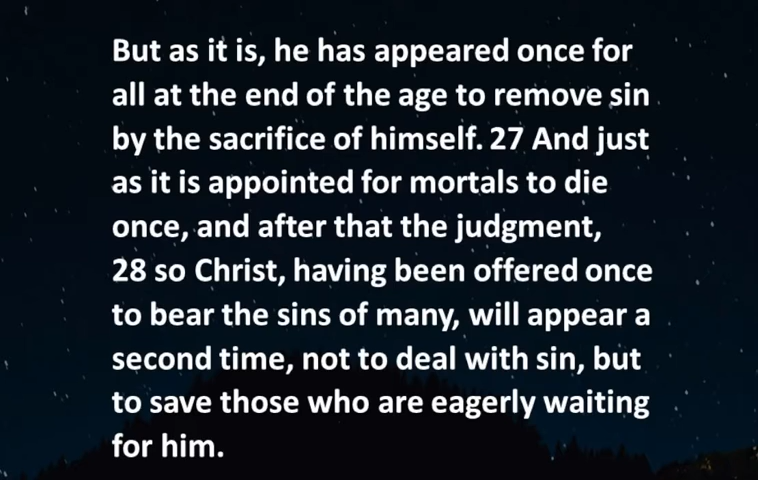 But as it is, he has appeared once for
all at the end of the age to remove sin
by the sacrifice of himself. 27 And just
as it is appointed for mortals to die
once, and after that the judgment,
28 so Christ, having been offered once
to bear the sins of many, will appear a
second time, not to deal with sin, but
to save those who are eagerly waiting
for him.